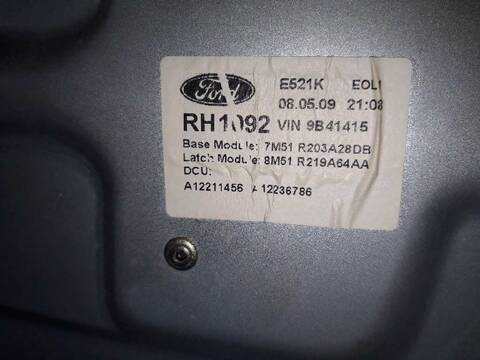 Ford
E521K EOL
08.05.09 21:08
RH1092 VIN 9B41415
Base Module: 7M51 R203A28DB
Latch Module: 8M51 R219A64AA
DCU:
A12211456 A12236786